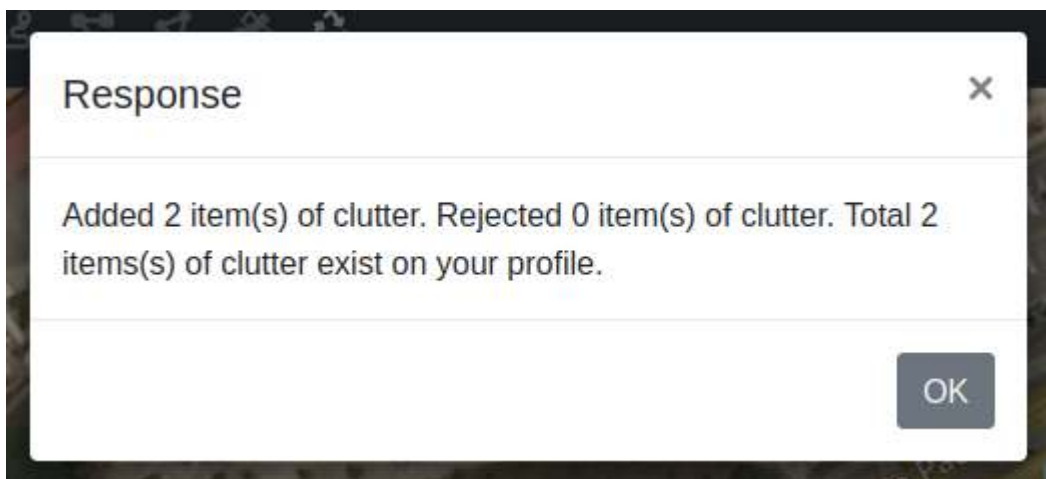 Response
×
Added 2 item(s) of clutter. Rejected 0 item(s) of clutter. Total 2
items(s) of clutter exist on your profile.
OK